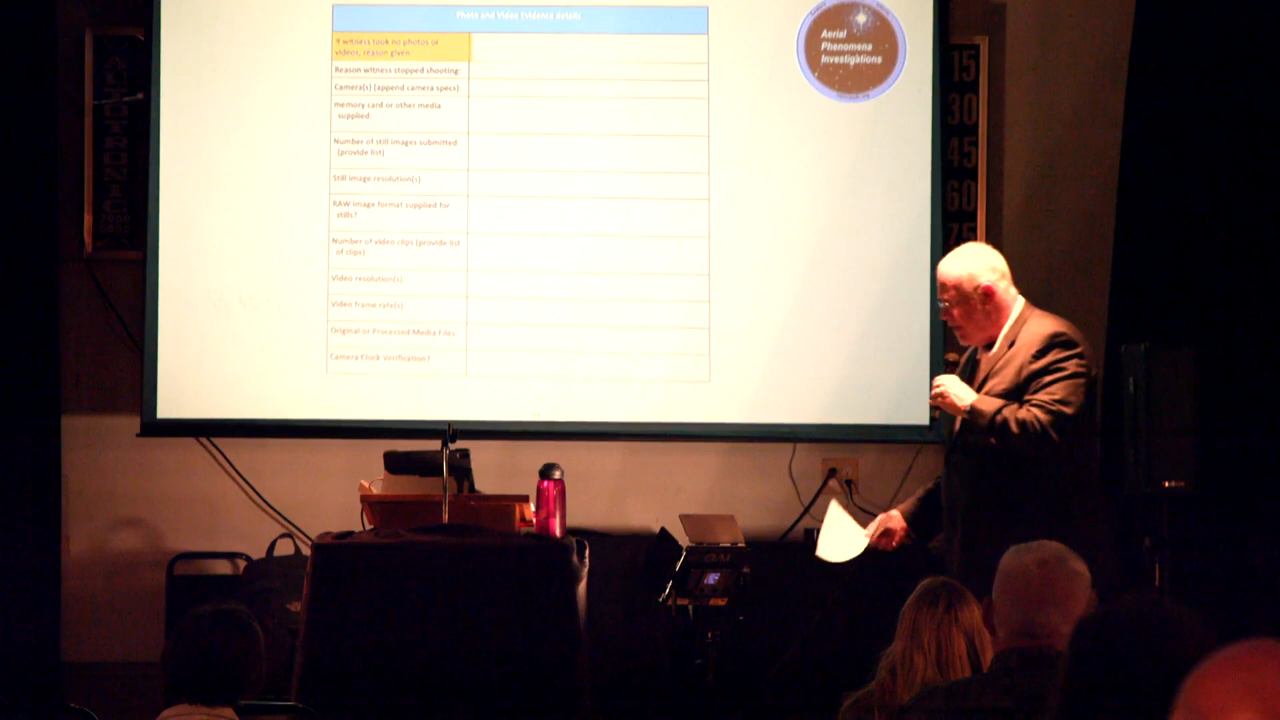 Photo and Video Evidence details
If witness took no photos or
videos, reason given:
Reason witness stopped shooting:
Camera(s) (append camera specs):
memory card or other media
supplied:
Number of still images submitted
(provide list)
Still image resolution(s)
RAW image format supplied for
stills?
Number of video clips (provide list
of clips)
Video resolution(s)
Video frame rate(s)
Original or Processed Media Files
Camera Clock Verification?
Aerial
Phenomena
Investigations
AUTOTRONIC
15
30
45
60
75